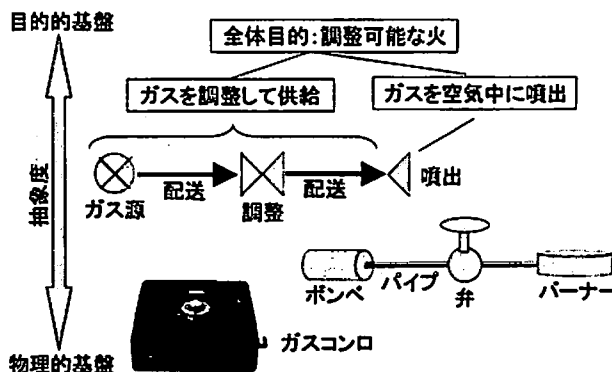 目的的基盤
全体目的:調整可能な火
ガスを調整して供給
ガスを空気中に噴出
抽象度
ガス源
配送
調整
配送
噴出
ボンベ
パイプ
弁
バーナー
ガスコンロ
物理的基盤